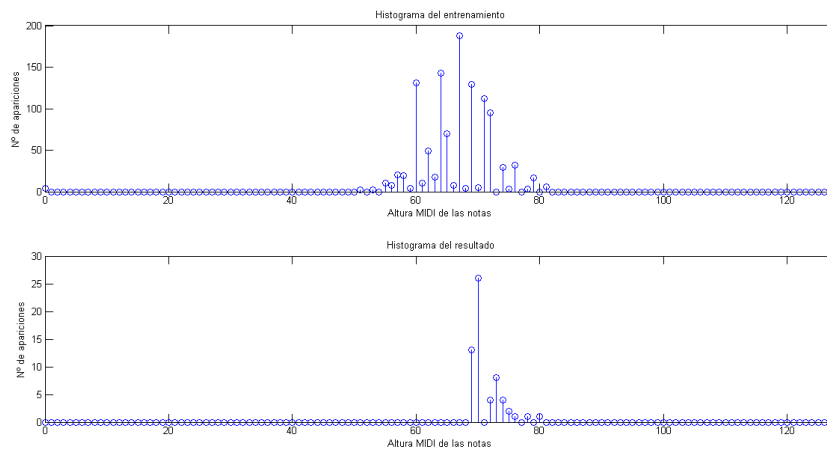 Histograma del entrenamiento
200
150
100
50
0
Nº de apariciones
0 20 40 60 80 100 120
Altura MIDI de las notas
Histograma del resultado
30
25
20
15
10
5
0
Nº de apariciones
0 20 40 60 80 100 120
Altura MIDI de las notas